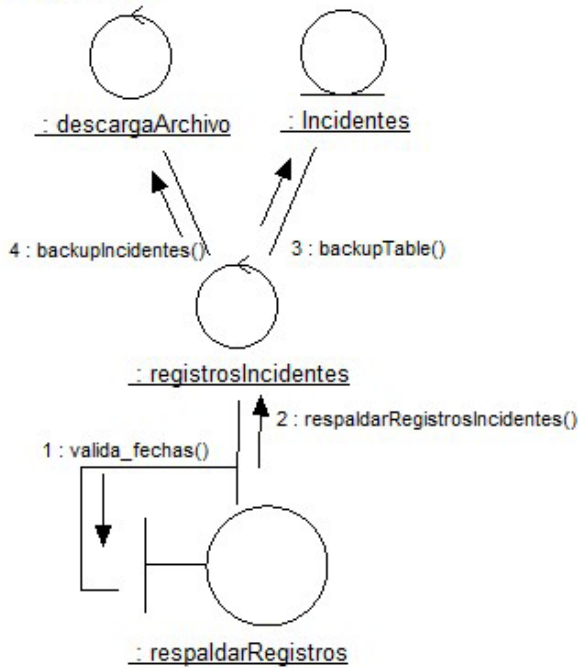 : descargaArchivo
: Incidentes
4 : backupIncidentes()
3 : backupTable()
: registrosIncidentes
2 : respaldarRegistrosIncidentes()
1 : valida_fechas()
: respaldarRegistros